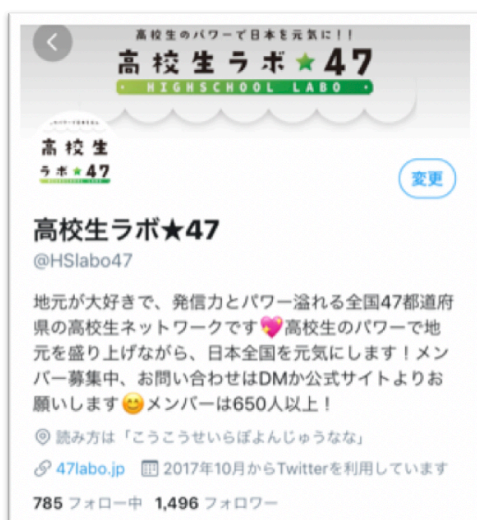 高校生のパワーで日本を元気に!!
高校生ラボ★47
・ HIGHSCHOOL LABO ・
高校生
ラボ★47
変更
高校生ラボ★47
@HSlabo47
地元が大好きで、発信力とパワー溢れる全国47都道府
県の高校生ネットワークです💖高校生のパワーで地
元を盛り上げながら、日本全国を元気にします！メン
バー募集中、お問い合わせはDMか公式サイトよりお
願いします😊メンバーは650人以上！
読み方は「こうこうせいらぼよんじゅうなな」
47labo.jp 2017年10月からTwitterを利用しています
785 フォロー中 1,496 フォロワー